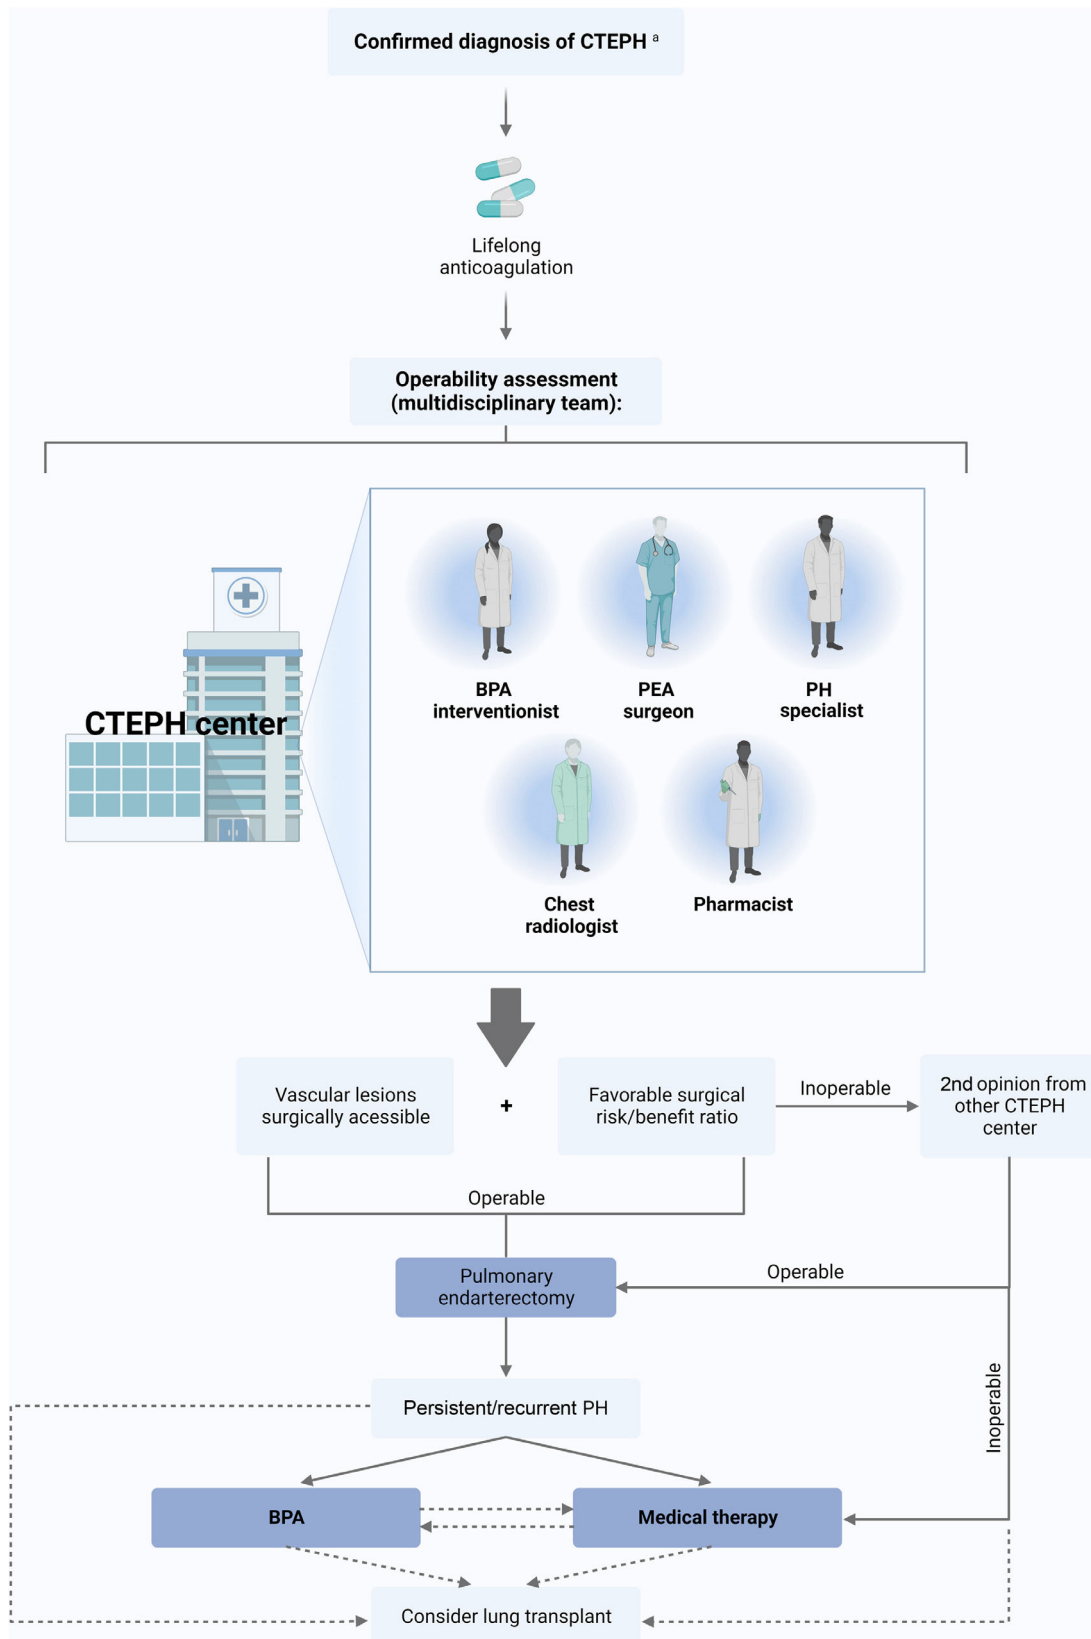 Confirmed diagnosis of CTEPH ª
Lifelong
anticoagulation
Operability assessment
(multidisciplinary team):
CTEPH center
BPA
interventionist
PEA
surgeon
PH
specialist
Chest
radiologist
Pharmacist
Vascular lesions
surgically acessible
+
Favorable surgical
risk/benefit ratio
Inoperable
2nd opinion from
other CTEPH
center
Operable
Pulmonary
endarterectomy
Operable
Inoperable
Persistent/recurrent PH
BPA
Medical therapy
Consider lung transplant